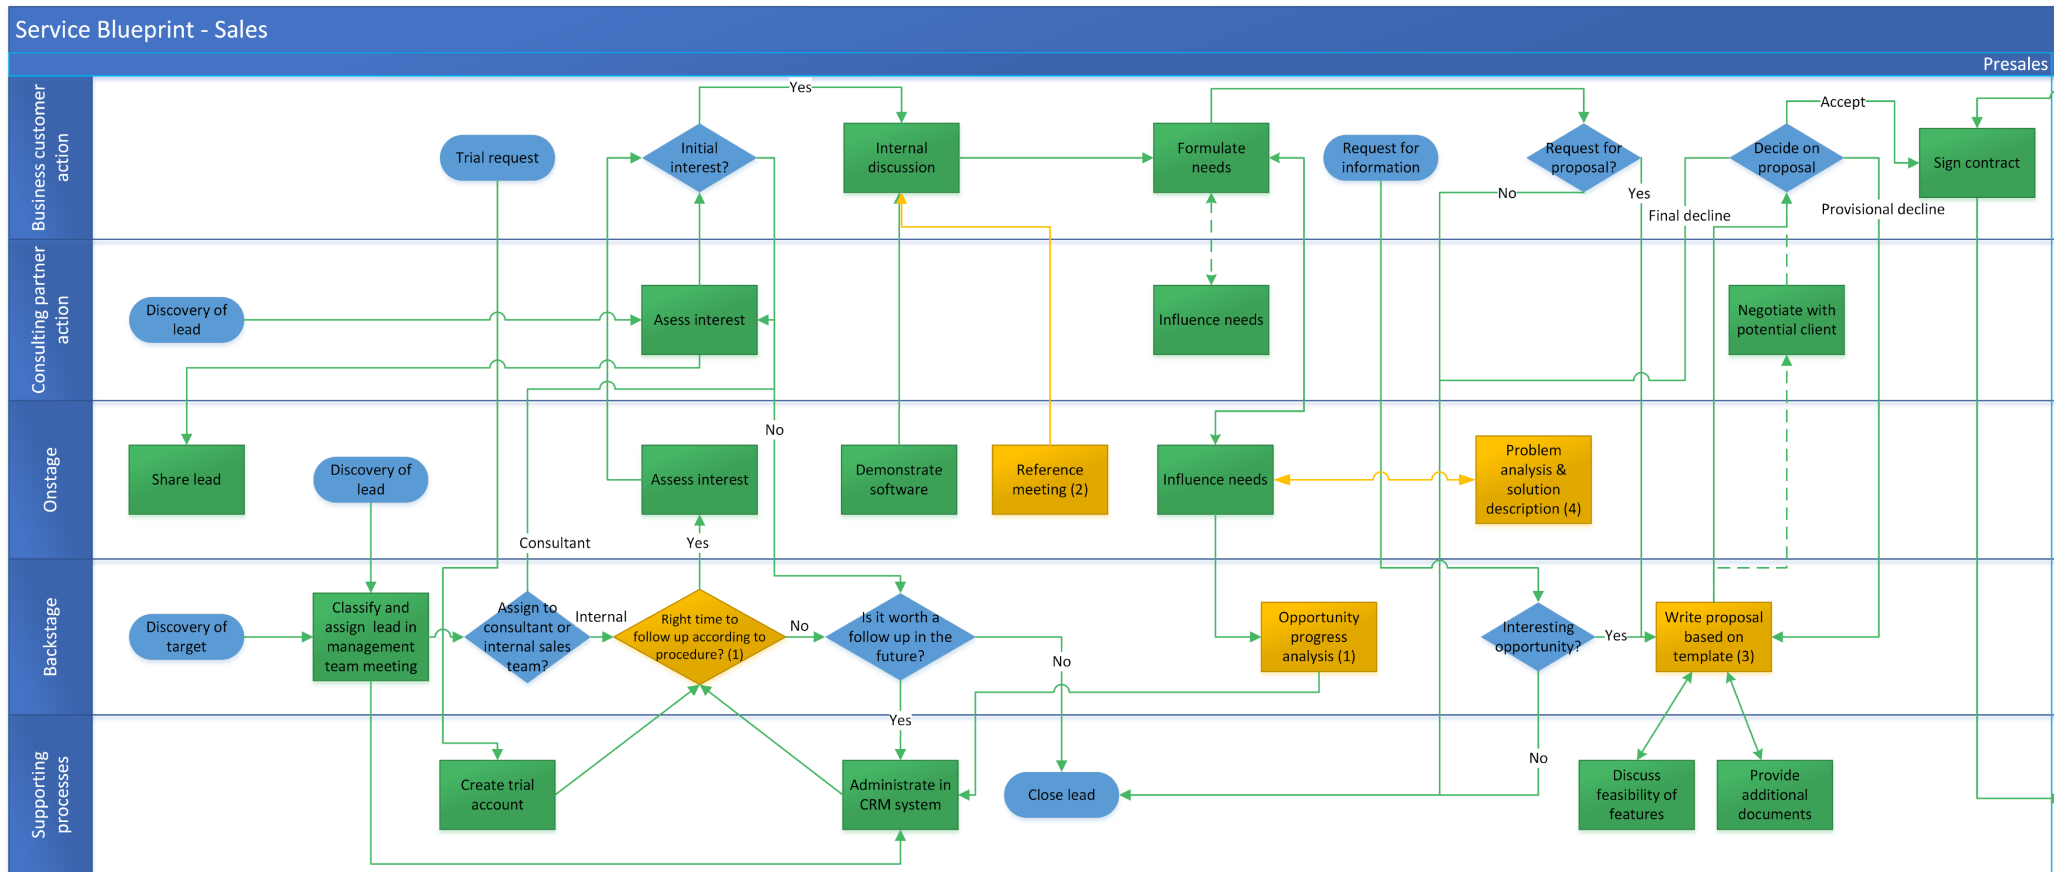 Service Blueprint - Sales
Presales
Business customer
action
Trial request
Initial
interest?
Yes
Internal
discussion
Formulate
needs
Request for
information
Request for
proposal?
No
Yes
Decide on
proposal
Accept
Final decline
Provisional decline
Sign contract
Consulting partner
action
Discovery of
lead
Asess interest
Influence needs
Negotiate with
potential client
Onstage
Share lead
Discovery of
lead
Consultant
Assess interest
Yes
No
Demonstrate
software
Reference
meeting (2)
Influence needs
Problem
analysis &
solution
description (4)
Backstage
Discovery of
target
Classify and
assign  lead in
management
team meeting
Assign to
consultant or
internal sales
team?
Internal
Right time to
follow up according to
procedure? (1)
No
Is it worth a
follow up in the
future?
No
Yes
Opportunity
progress
analysis (1)
Interesting
opportunity?
Yes
No
Write proposal
based on
template (3)
Supporting
processes
Create trial
account
Administrate in
CRM system
Close lead
Discuss
feasibility of
features
Provide
additional
documents